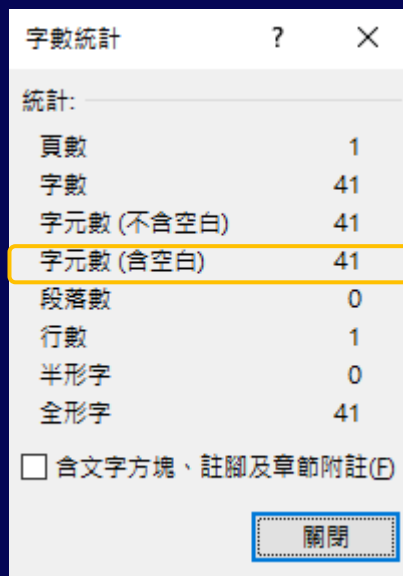 字數統計 ? ×
統計:
頁數 1
字數 41
字元數 (不含空白) 41
字元數 (含空白) 41
段落數 0
行數 1
半形字 0
全形字 41
含文字方塊、註腳及章節附註(F)
關閉